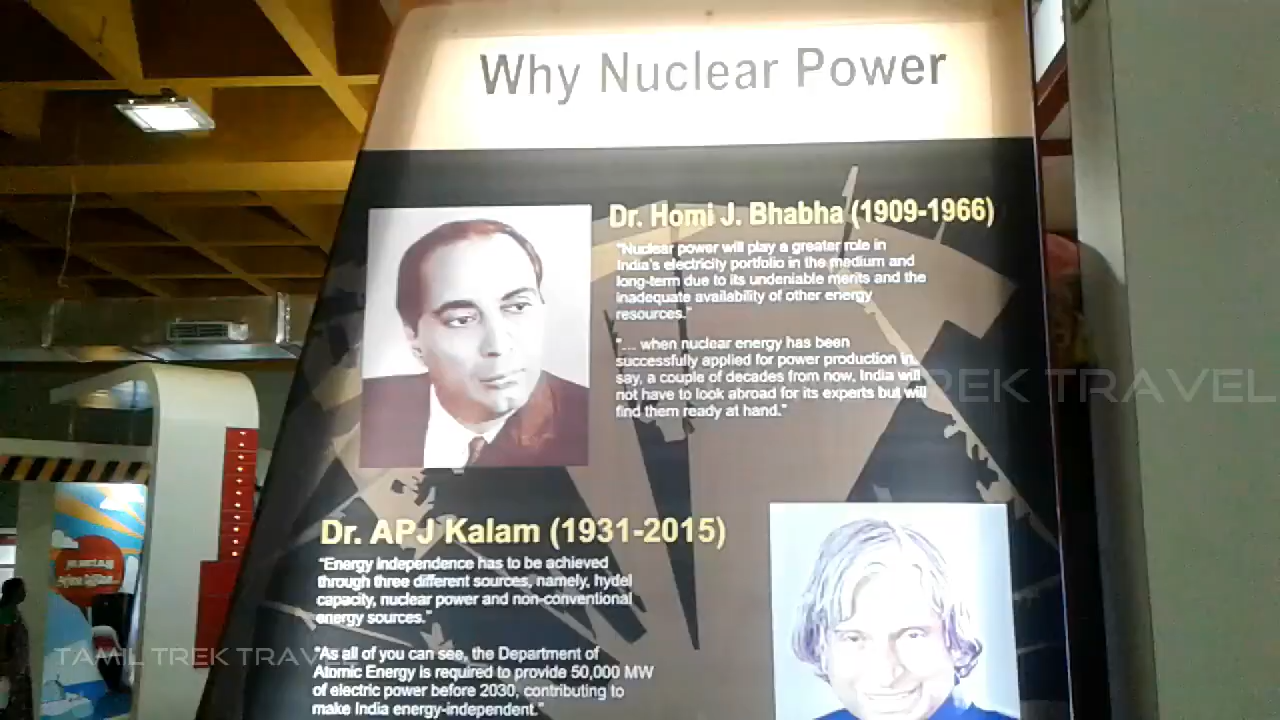 Why Nuclear Power
Dr. Homi J. Bhabha (1909-1966)
"Nuclear power will play a greater role in
India's electricity portfolio in the medium and
long-term due to its undeniable merits and the
inadequate availability of other energy
resources."
"... when nuclear energy has been
successfully applied for power production in,
say, a couple of decades from now, India will
not have to look abroad for its experts but will
find them ready at hand."
TREK TRAVEL
Dr. APJ Kalam (1931-2015)
"Energy independence has to be achieved
through three different sources, namely, hydel
capacity, nuclear power and non-conventional
energy sources."
"As all of you can see, the Department of
Atomic Energy is required to provide 50,000 MW
of electric power before 2030, contributing to
make India energy-independent."
TAMIL TREK TRAVEL